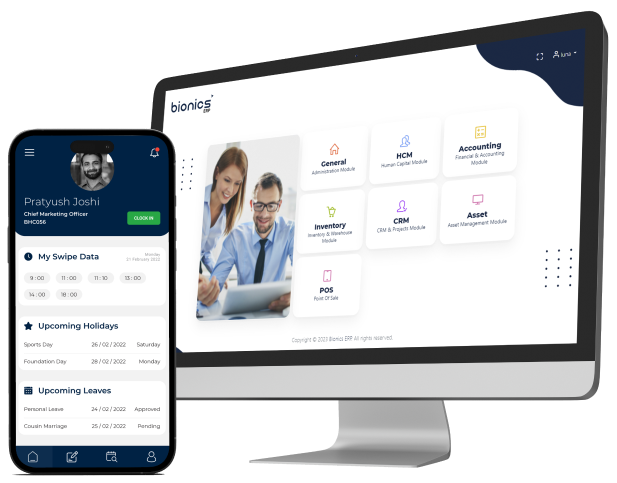 Pratyush Joshi
Chief Marketing Officer
BHC056
CLOCK IN
My Swipe Data
Monday
21 February 2023
9 : 00
11 : 00
11 : 10
13 : 00
14 : 00
18 : 00
Upcoming Holidays
Sports Day 26 / 02 / 2022 Saturday
Foundation Day 28 / 02 / 2022 Monday
Upcoming Leaves
Personal Leave 24 / 02 / 2022 Approved
Cousin Marriage 25 / 02 / 2022 Pending
bionics
ERP
luna
General
Administration Module
HCM
Human Capital Module
Accounting
Financial & Accounting
Module
Inventory
Inventory & Warehouse
Module
CRM
CRM & Projects Module
Asset
Asset Management Module
POS
Point Of Sale
Copyright © 2023 Bionics ERP. All rights reserved.